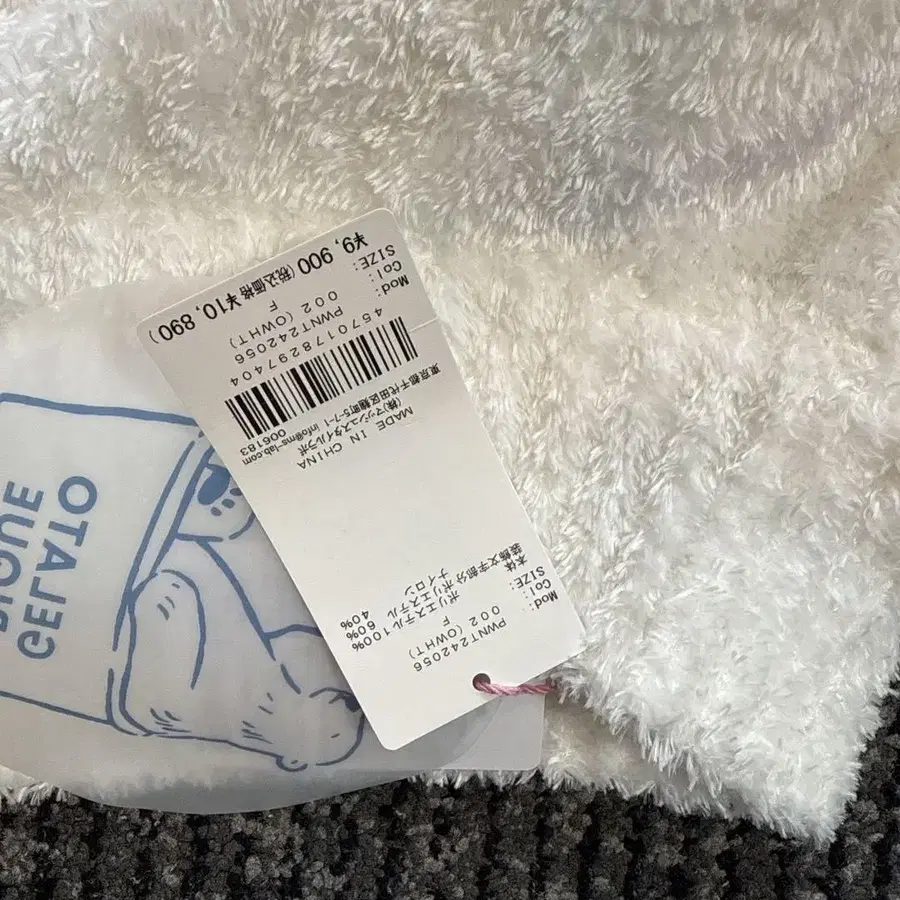 Mod: PWNT242056
Col: 002 (OWHT)
SIZE: F
本体 ポリエステル 100%
装飾文字部分 ポリエステル 60%
ナイロン 40%
MADE IN CHINA
(株)マッシュスタイルラボ
東京都千代田区麹町5-7-1 info@ms-lab.com
006183
4570178297404
Mod: PWNT242056
Col: 002 (OWHT)
SIZE: F
¥9,900 (税込価格 ¥10,890)
GELATO
PIQUE